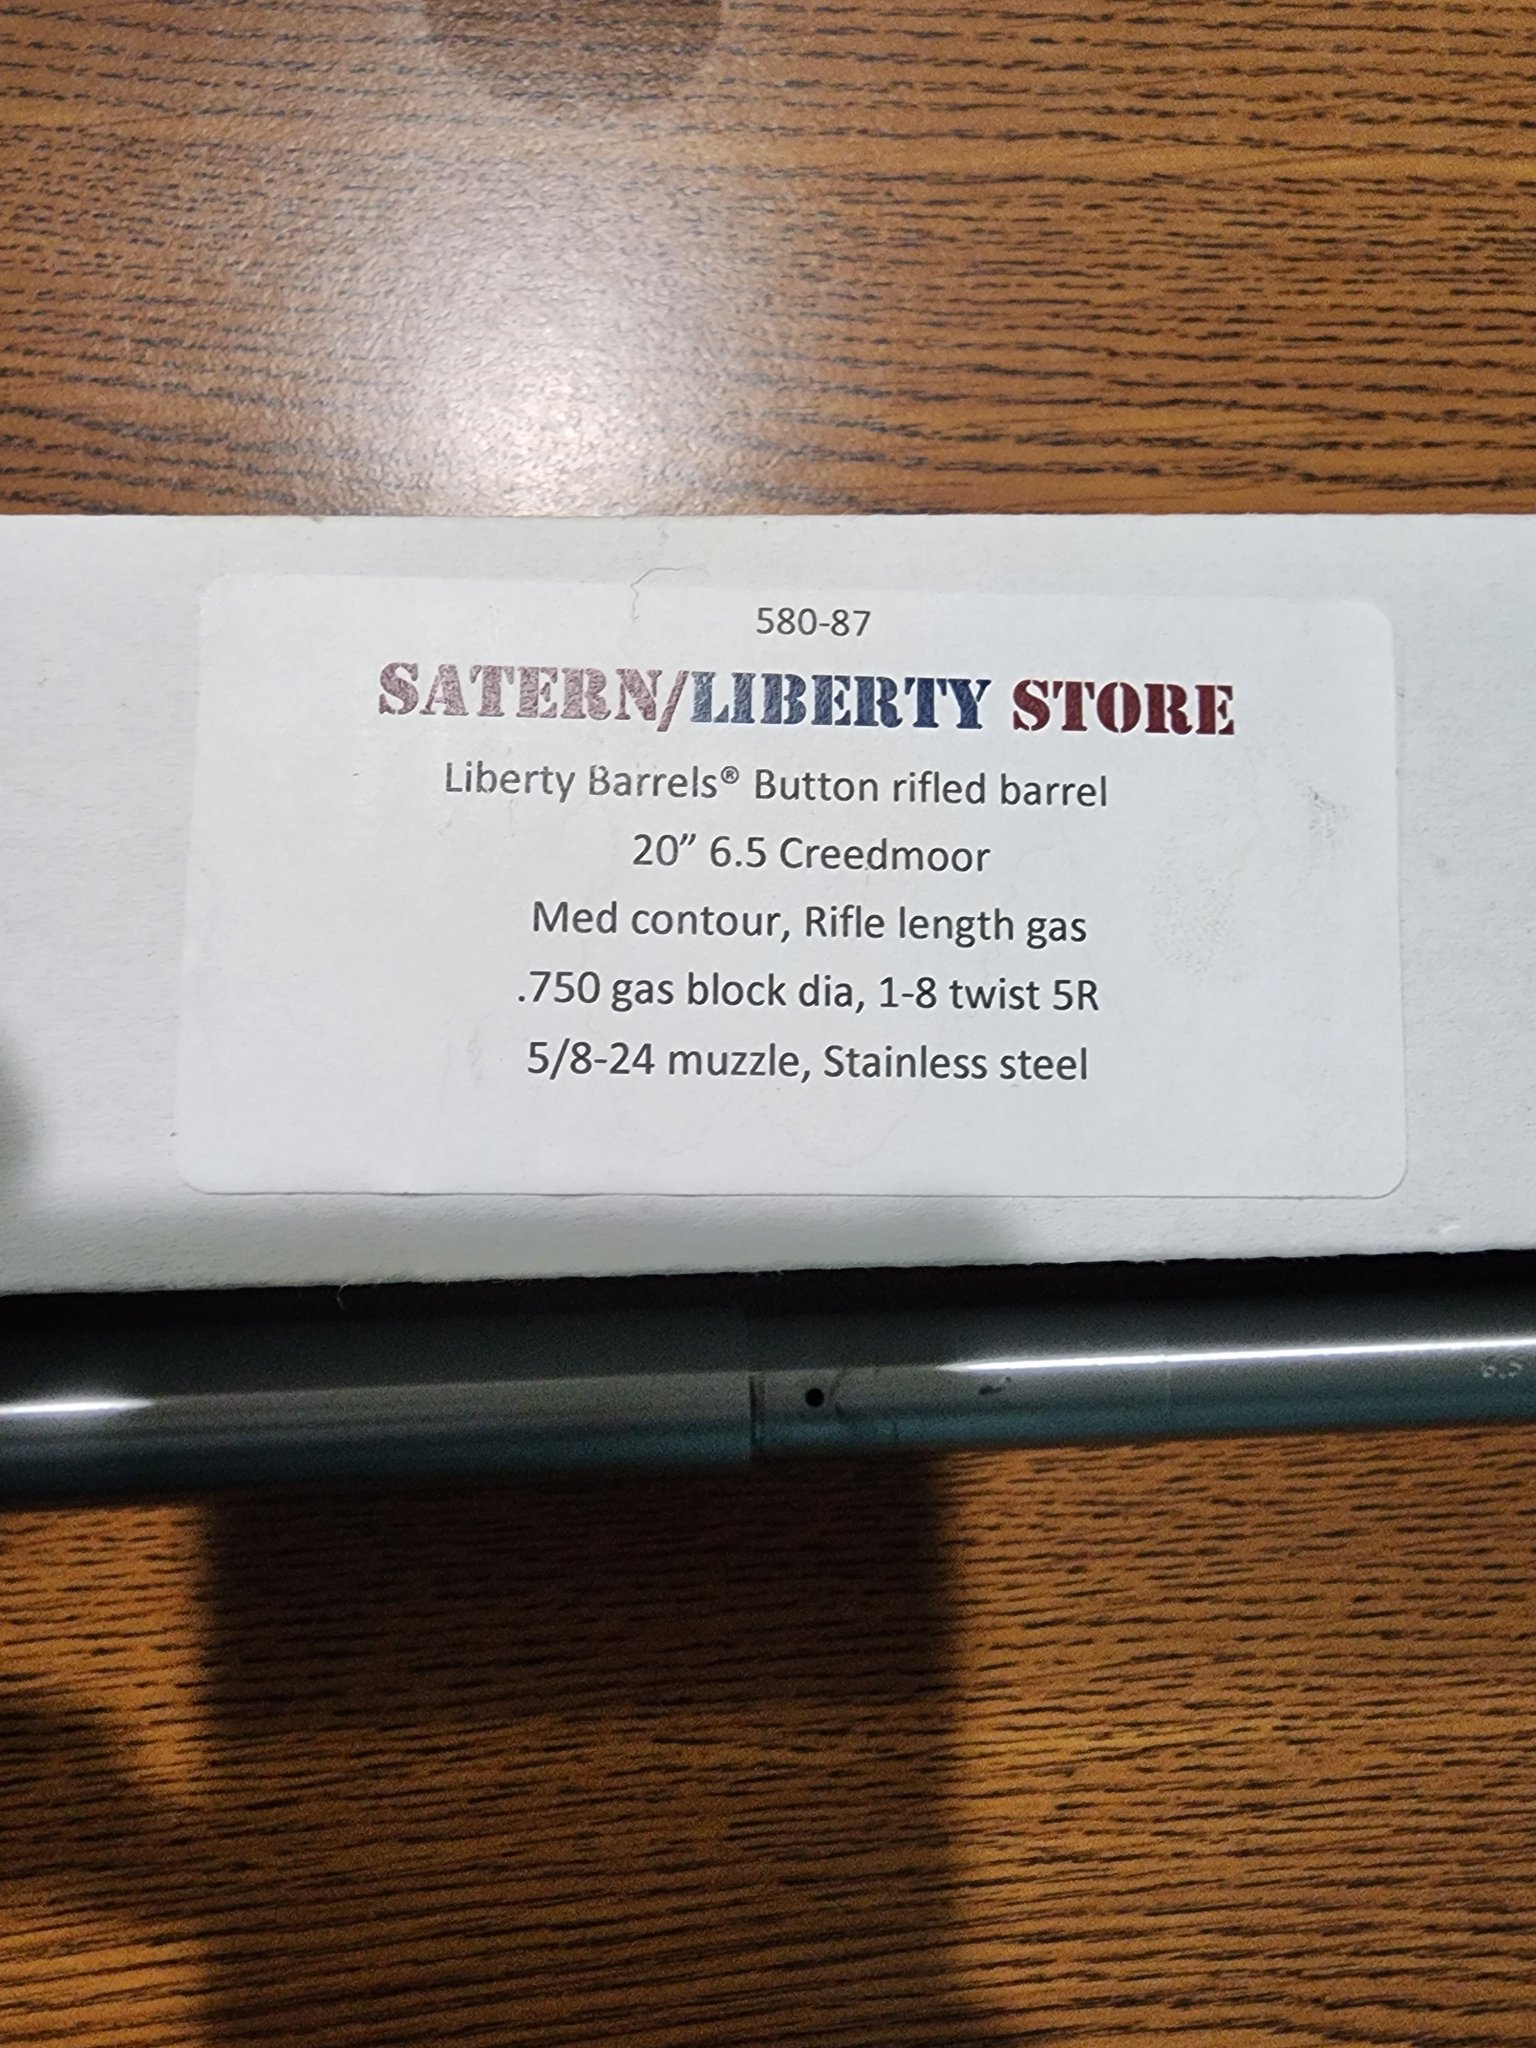 580-87
SATERN/LIBERTY STORE
Liberty Barrels® Button rifled barrel
20” 6.5 Creedmoor
Med contour, Rifle length gas
.750 gas block dia, 1-8 twist 5R
5/8-24 muzzle, Stainless steel
6.5